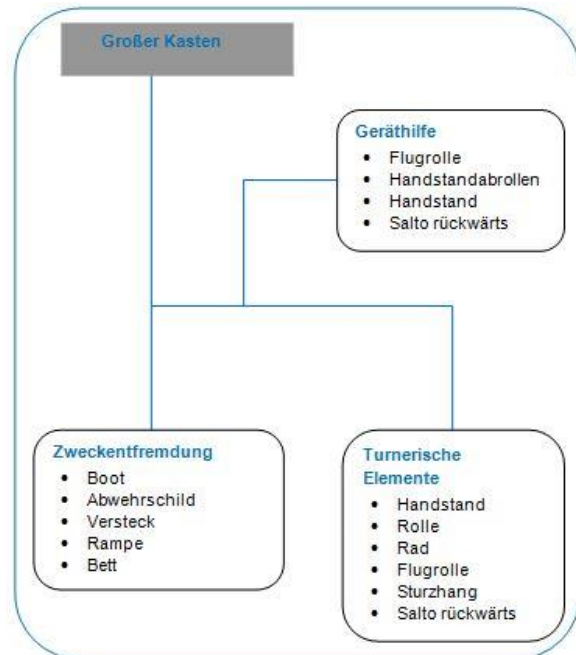 Großer Kasten
Geräthilfe
• Flugrolle
• Handstandabrollen
• Handstand
• Salto rückwärts
Zweckentfremdung
• Boot
• Abwehrschild
• Versteck
• Rampe
• Bett
Turnerische
Elemente
• Handstand
• Rolle
• Rad
• Flugrolle
• Sturzhang
• Salto rückwärts